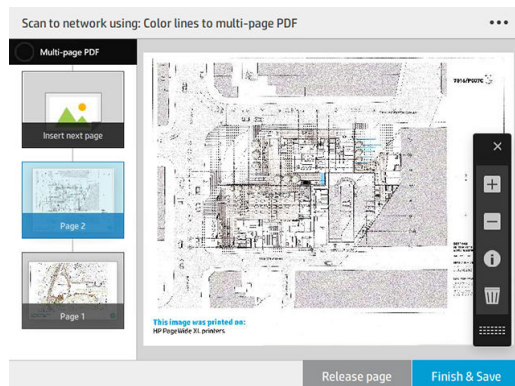 Scan to network using: Color lines to multi-page PDF
Multi-page PDF
Insert next page
Page 2
Page 1
This image was printed on:
HP PageWide XL printers
Release page
Finish & Save